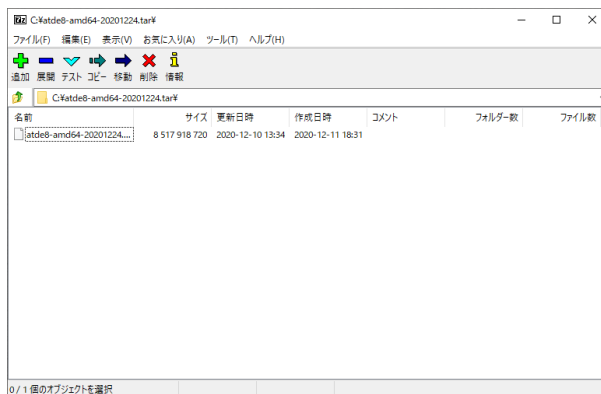 C:¥atde8-amd64-20201224.tar¥
ファイル(F) 編集(E) 表示(V) お気に入り(A) ツール(T) ヘルプ(H)
追加 展開 テスト コピー 移動 削除 情報
C:¥atde8-amd64-20201224.tar¥
名前 サイズ 更新日時 作成日時 コメント フォルダー数 ファイル数
atde8-amd64-20201224.... 8 517 918 720 2020-12-10 13:34 2020-12-11 18:31
0 / 1 個のオブジェクトを選択